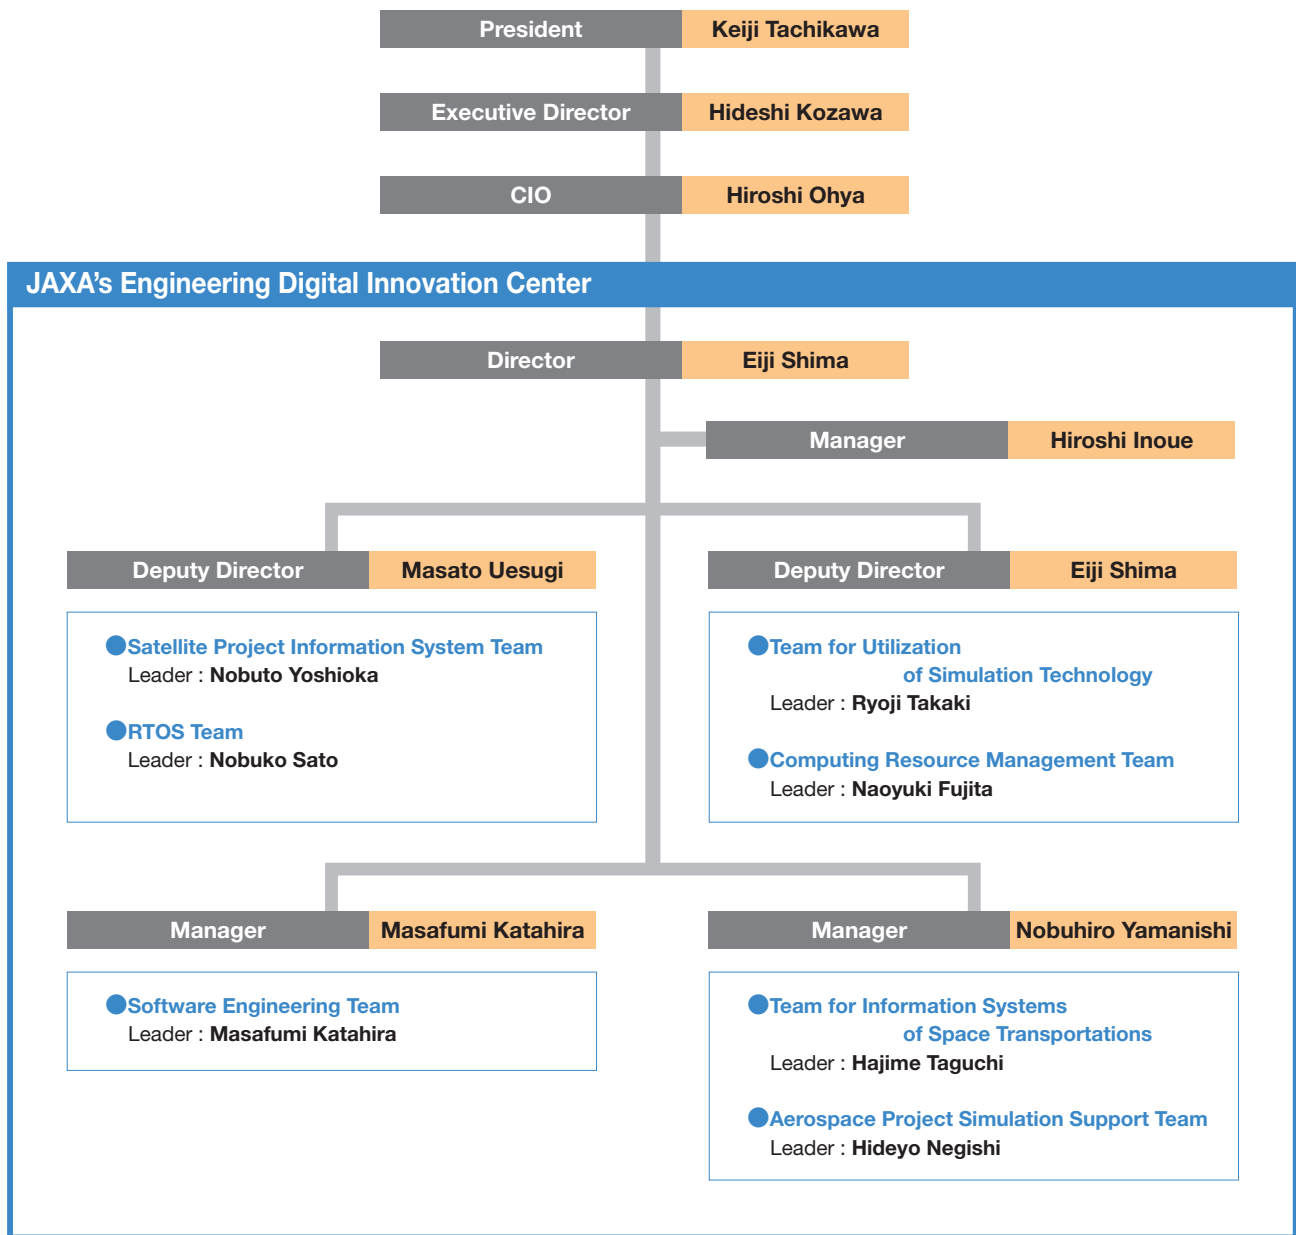 President Keiji Tachikawa
Executive Director Hideshi Kozawa
CIO Hiroshi Ohya
JAXA's Engineering Digital Innovation Center
Director Eiji Shima
Manager Hiroshi Inoue
Deputy Director Masato Uesugi
●Satellite Project Information System Team
Leader : Nobuto Yoshioka
●RTOS Team
Leader : Nobuko Sato
Deputy Director Eiji Shima
●Team for Utilization
of Simulation Technology
Leader : Ryoji Takaki
●Computing Resource Management Team
Leader : Naoyuki Fujita
Manager Masafumi Katahira
●Software Engineering Team
Leader : Masafumi Katahira
Manager Nobuhiro Yamanishi
●Team for Information Systems
of Space Transportations
Leader : Hajime Taguchi
●Aerospace Project Simulation Support Team
Leader : Hideyo Negishi